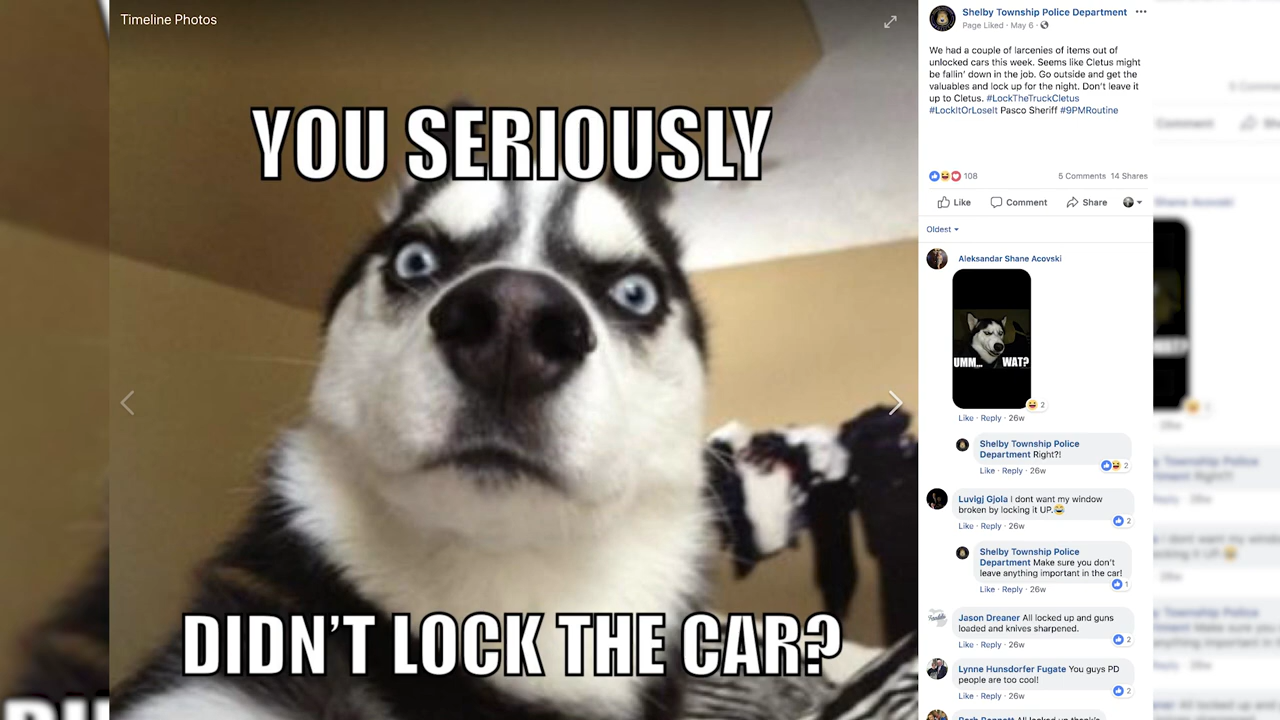 Timeline Photos
YOU SERIOUSLY
DIDN'T LOCK THE CAR?
Shelby Township Police Department
Page Liked · May 6 ·
We had a couple of larcenies of items out of
unlocked cars this week. Seems like Cletus might
be fallin' down in the job. Go outside and get the
valuables and lock up for the night. Don't leave it
up to Cletus. #LockTheTruckCletus
#LockItOrLoseIt Pasco Sheriff #9PMRoutine
108
5 Comments 14 Shares
Like Comment Share
Oldest
Aleksandar Shane Acovski
UMM... WAT?
2
Like · Reply · 26w
Shelby Township Police
Department Right?!
2
Like · Reply · 26w
Luvigj Gjola I dont want my window
broken by locking it UP.😂
2
Like · Reply · 26w
Shelby Township Police
Department Make sure you don't
leave anything important in the car!
1
Like · Reply · 26w
Jason Dreaner All locked up and guns
loaded and knives sharpened.
2
Like · Reply · 26w
Lynne Hunsdorfer Fugate You guys PD
people are too cool!
2
Like · Reply · 26w